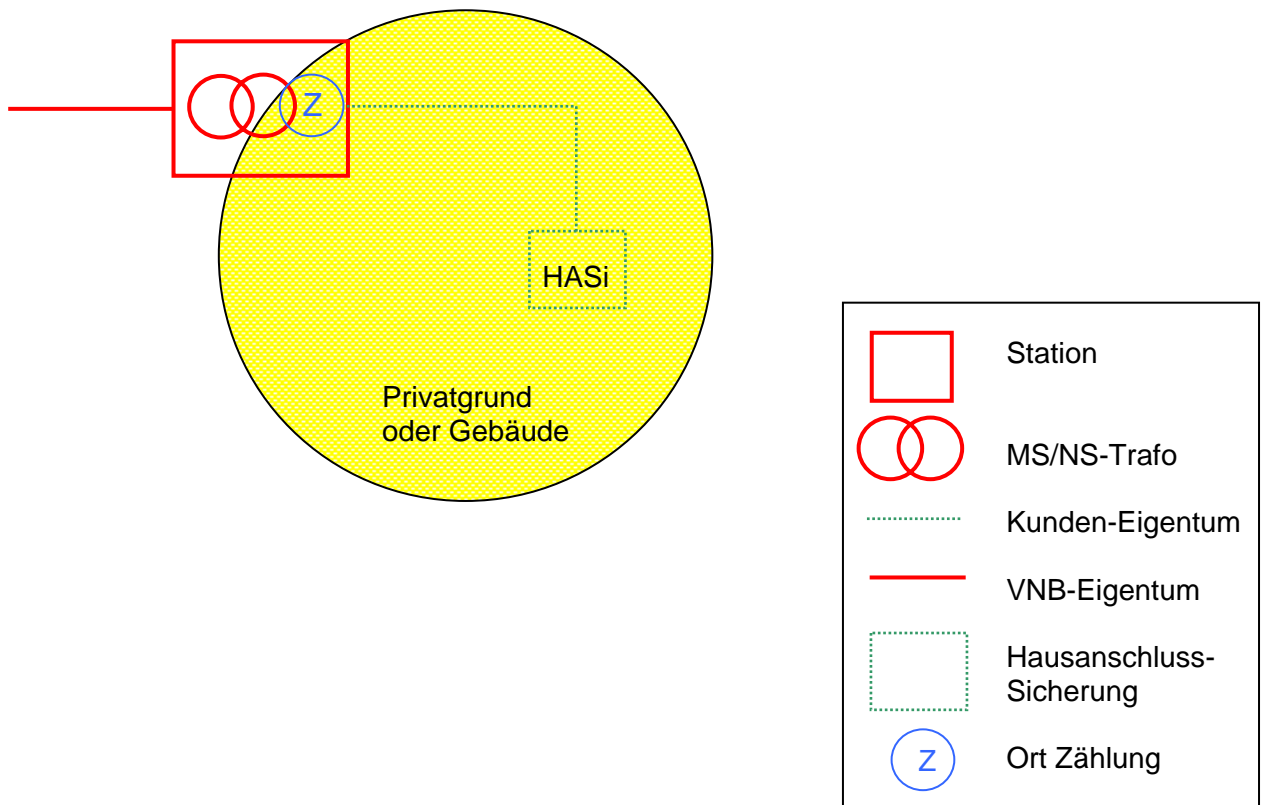 Z
HASi
Privatgrund
oder Gebäude
Station
MS/NS-Trafo
Kunden-Eigentum
VNB-Eigentum
Hausanschluss-
Sicherung
Z
Ort Zählung